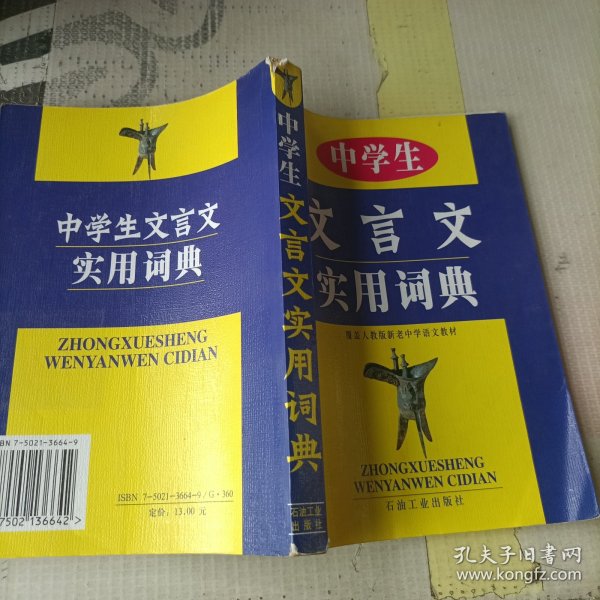 中学生文言文
实用词典
ZHONGXUESHENG
WENYANWEN CIDIAN
BN 7-5021-3664-9
7502136642
ISBN 7-5021-3664-9/G·360
定价：13.00 元
中学生文言文实用词典
石油工业
出版社
中学生
文言文
实用词典
覆盖人教版新老中学语文教材
ZHONGXUESHENG
WENYANWEN CIDIAN
石油工业出版社
孔夫子旧书网
www.kongfz.com